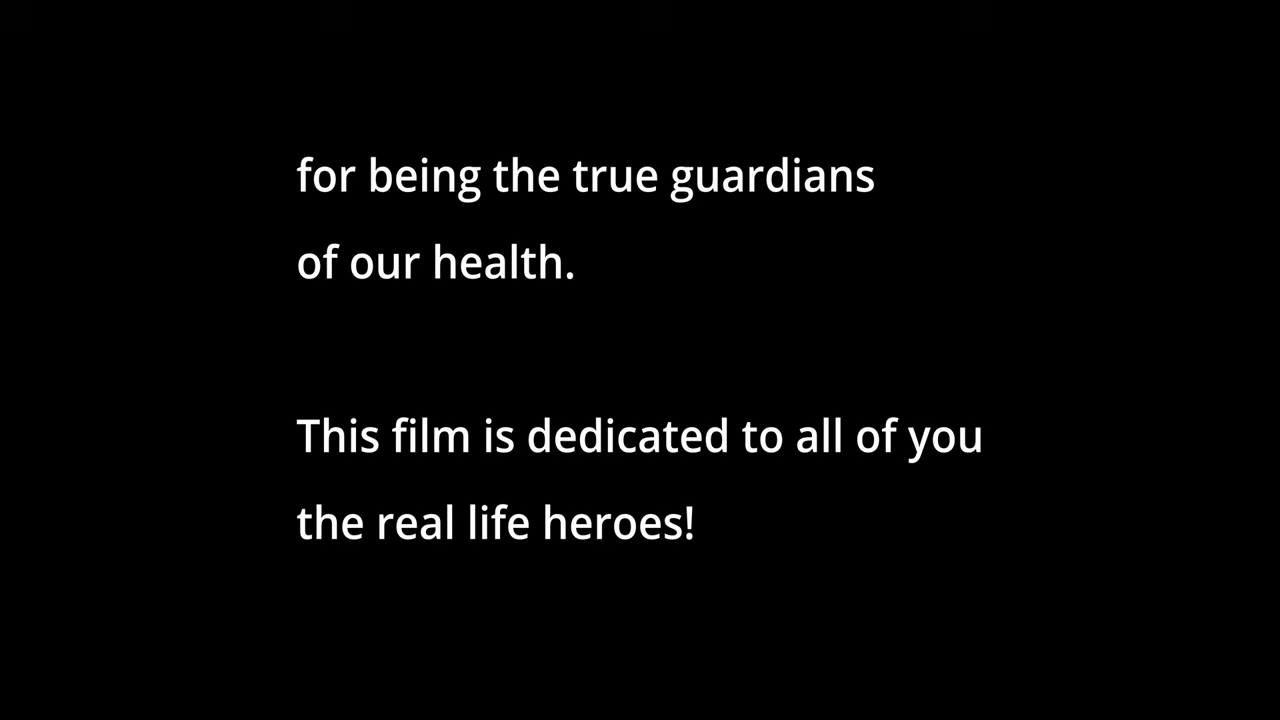 for being the true guardians
of our health.
This film is dedicated to all of you
the real life heroes!